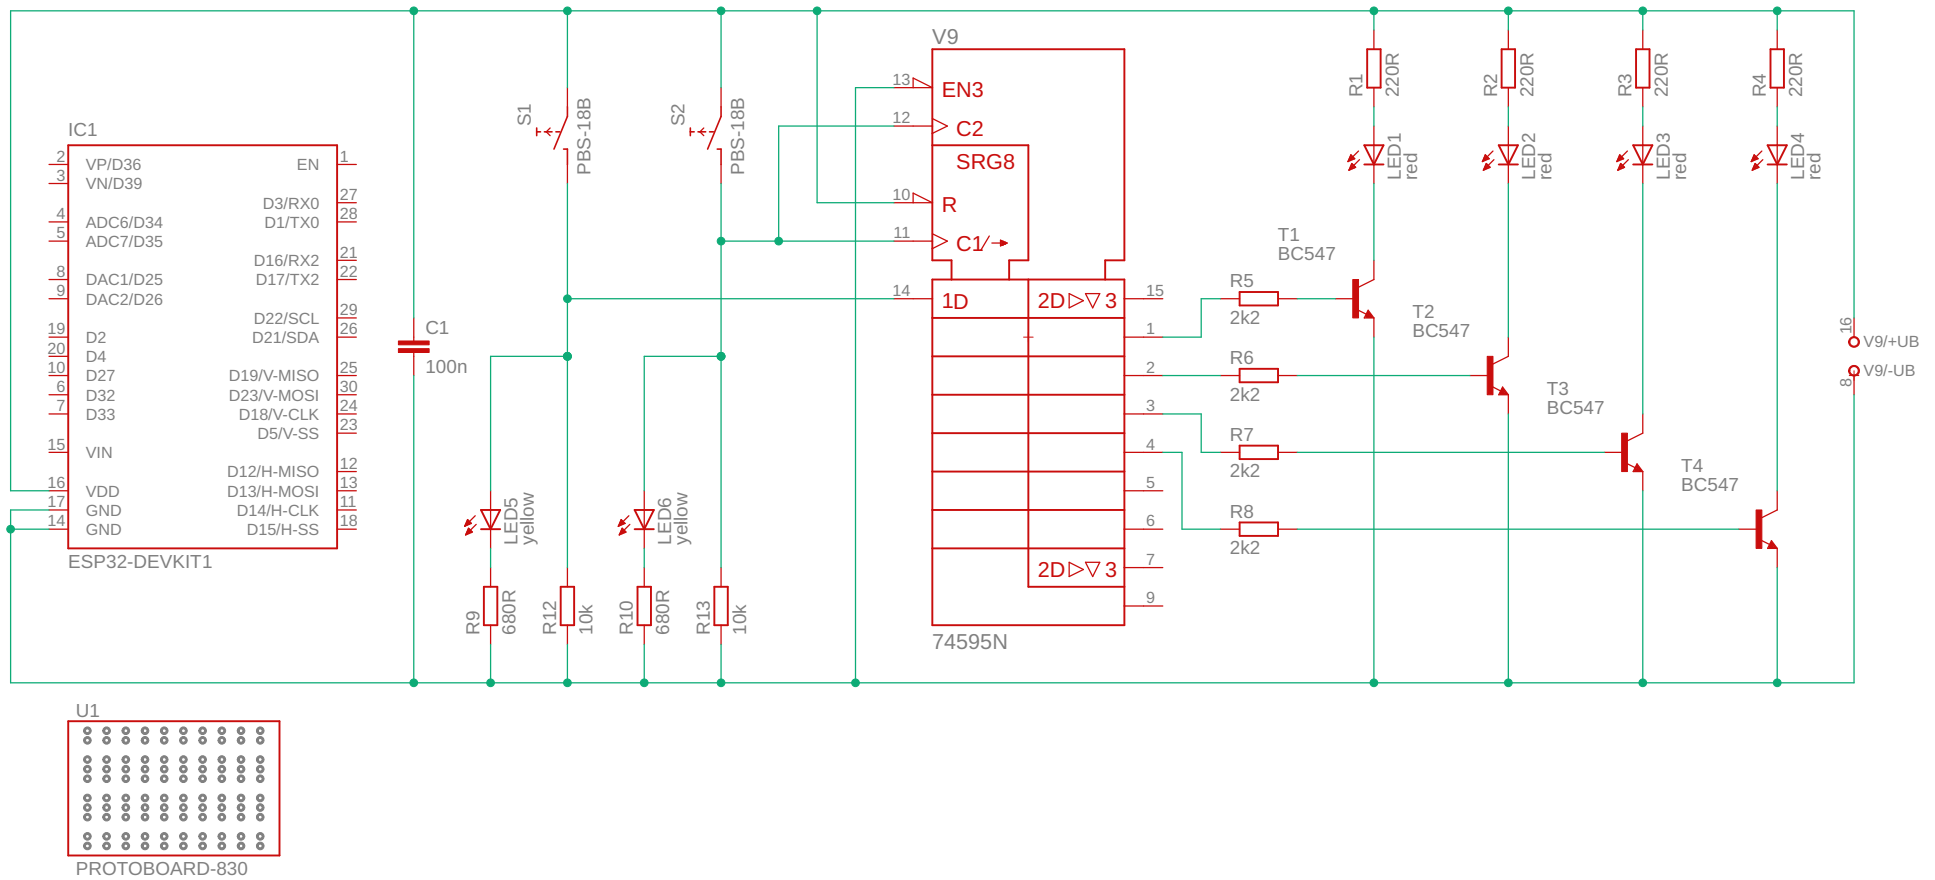 IC1
2 VP/D36 EN 1
3 VN/D39
D3/RX0 27
4 ADC6/D34 D1/TX0 28
5 ADC7/D35
D16/RX2 21
8 DAC1/D25 D17/TX2 22
9 DAC2/D26
D22/SCL 29
19 D2 D21/SDA 26
20 D4
10 D27 D19/V-MISO 25
6 D32 D23/V-MOSI 30
7 D33 D18/V-CLK 24
D5/V-SS 23
15 VIN
D12/H-MISO 12
16 VDD D13/H-MOSI 13
17 GND D14/H-CLK 11
14 GND D15/H-SS 18
ESP32-DEVKIT1
C1
100n
S1
PBS-18B
S2
PBS-18B
LED5
yellow
LED6
yellow
R9
680R
R12
10k
R10
680R
R13
10k
V9
13 EN3
12 C2
SRG8
10 R
11 C1/
14 1D 2D 3 15
1
2
3
4
5
6
2D 3 7
9
74595N
R1
220R
R2
220R
R3
220R
R4
220R
LED1
red
LED2
red
LED3
red
LED4
red
T1
BC547
T2
BC547
T3
BC547
T4
BC547
R5
2k2
R6
2k2
R7
2k2
R8
2k2
16
V9/+UB
V9/-UB
8
U1
PROTOBOARD-830